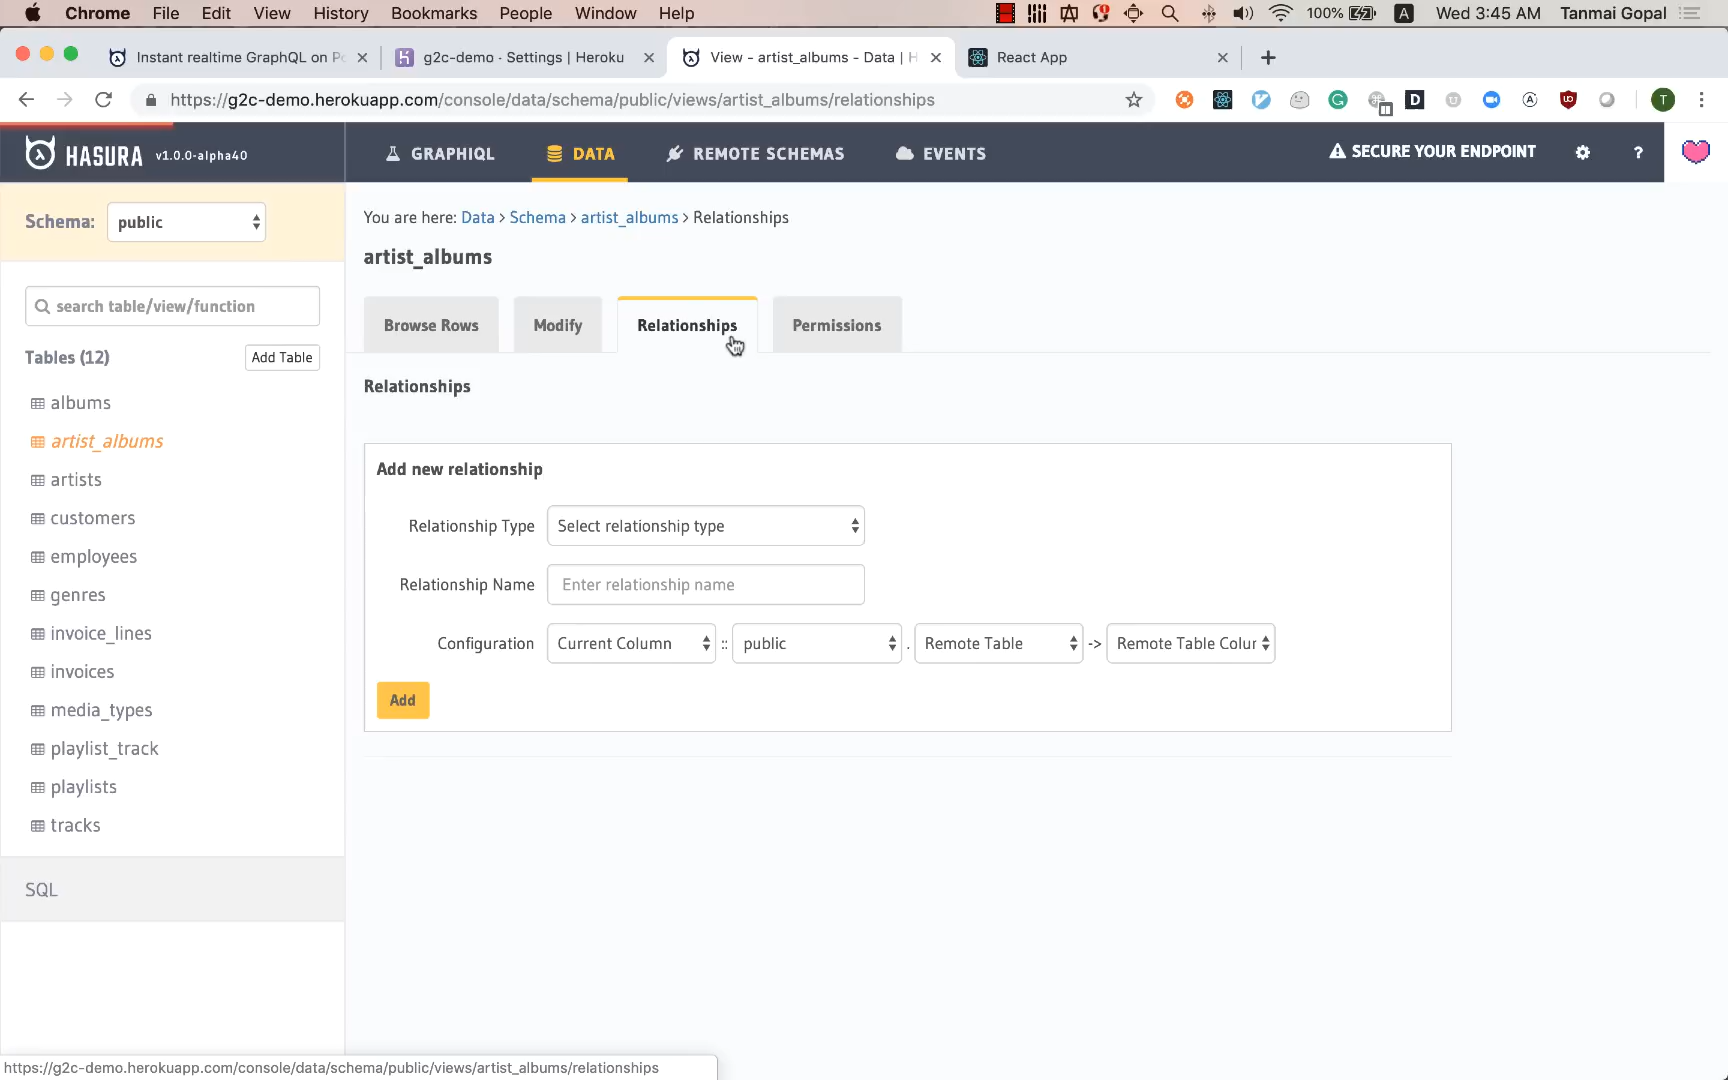 Chrome File Edit View History Bookmarks People Window Help 100% A Wed 3:45 AM Tanmai Gopal
Instant realtime GraphQL on Po
g2c-demo · Settings | Heroku
View - artist_albums - Data | H
React App
https://g2c-demo.herokuapp.com/console/data/schema/public/views/artist_albums/relationships
T
HASURA v1.0.0-alpha40
GRAPHIQL
DATA
REMOTE SCHEMAS
EVENTS
SECURE YOUR ENDPOINT
?
Schema: public
You are here: Data > Schema > artist_albums > Relationships
artist_albums
search table/view/function
Browse Rows
Modify
Relationships
Permissions
Tables (12)
Add Table
Relationships
albums
artist_albums
artists
customers
employees
genres
invoice_lines
invoices
media_types
playlist_track
playlists
tracks
SQL
Add new relationship
Relationship Type Select relationship type
Relationship Name Enter relationship name
Configuration Current Column :: public . Remote Table -> Remote Table Colur
Add
https://g2c-demo.herokuapp.com/console/data/schema/public/views/artist_albums/relationships